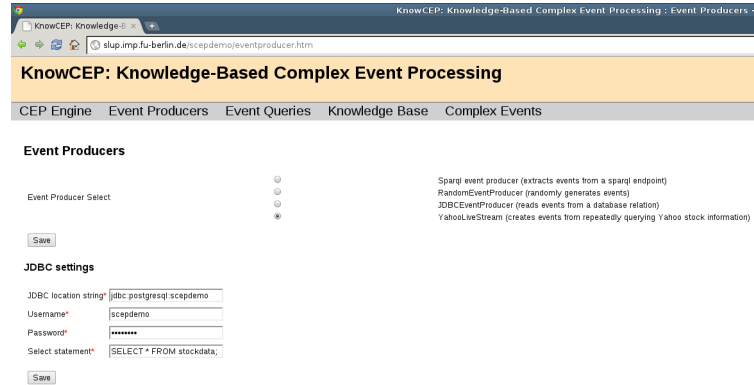 KnowCEP: Knowledge-Based Complex Event Processing : Event Producers -
KnowCEP: Knowledge-B
slup.imp.fu-berlin.de/scepdemo/eventproducer.htm
KnowCEP: Knowledge-Based Complex Event Processing
CEP Engine Event Producers Event Queries Knowledge Base Complex Events
Event Producers
Event Producer Select
Sparql event producer (extracts events from a sparql endpoint)
RandomEventProducer (randomly generates events)
JDBCEventProducer (reads events from a database relation)
YahooLiveStream (creates events from repeatedly querying Yahoo stock information)
Save
JDBC settings
JDBC location string* jdbc:postgresql:scepdemo
Username* scepdemo
Password* ••••••••
Select statement* SELECT * FROM stockdata;
Save